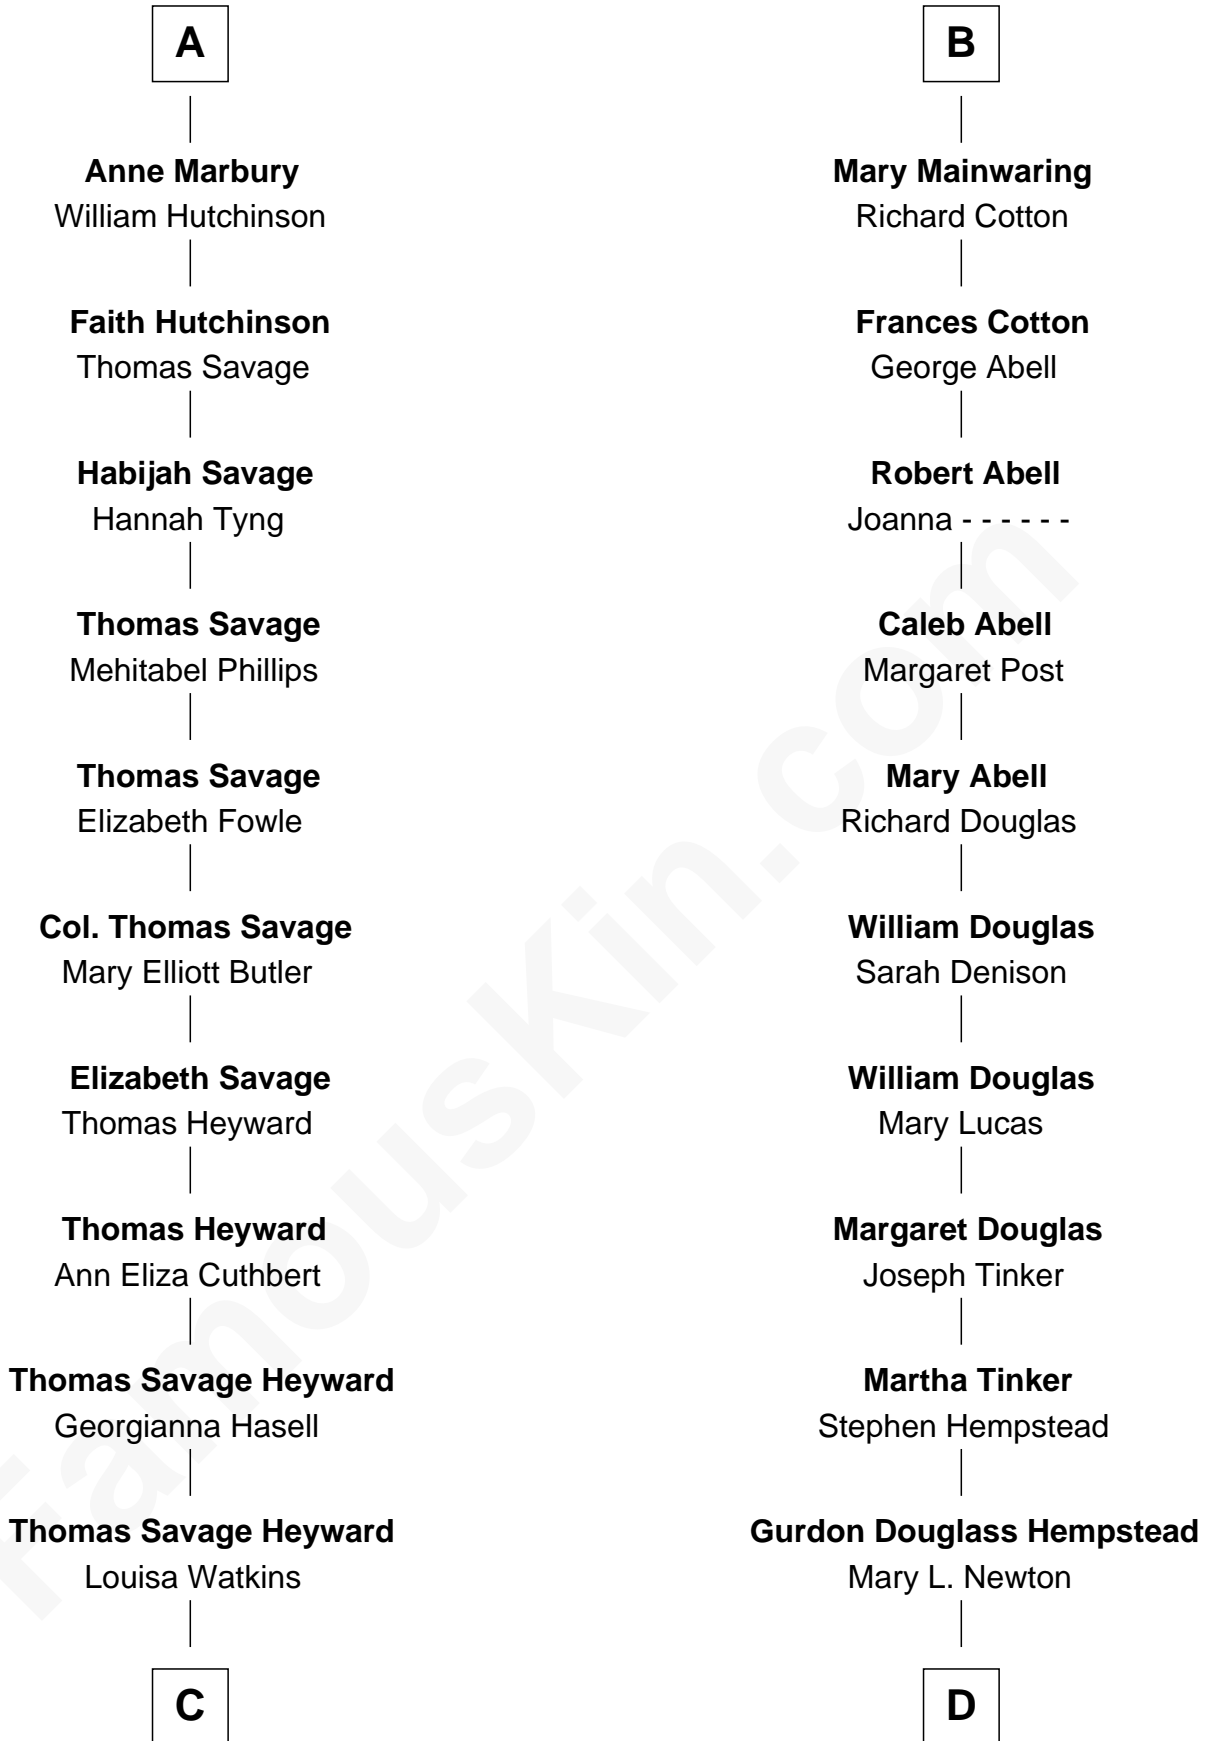 A
Anne Marbury
William Hutchinson
Faith Hutchinson
Thomas Savage
Habijah Savage
Hannah Tyng
Thomas Savage
Mehitabel Phillips
Thomas Savage
Elizabeth Fowle
Col. Thomas Savage
Mary Elliott Butler
Elizabeth Savage
Thomas Heyward
Thomas Heyward
Ann Eliza Cuthbert
Thomas Savage Heyward
Georgianna Hasell
Thomas Savage Heyward
Louisa Watkins
C
B
Mary Mainwaring
Richard Cotton
Frances Cotton
George Abell
Robert Abell
Joanna - - - - - -
Caleb Abell
Margaret Post
Mary Abell
Richard Douglas
William Douglas
Sarah Denison
William Douglas
Mary Lucas
Margaret Douglas
Joseph Tinker
Martha Tinker
Stephen Hempstead
Gurdon Douglass Hempstead
Mary L. Newton
D
FamousKin.com